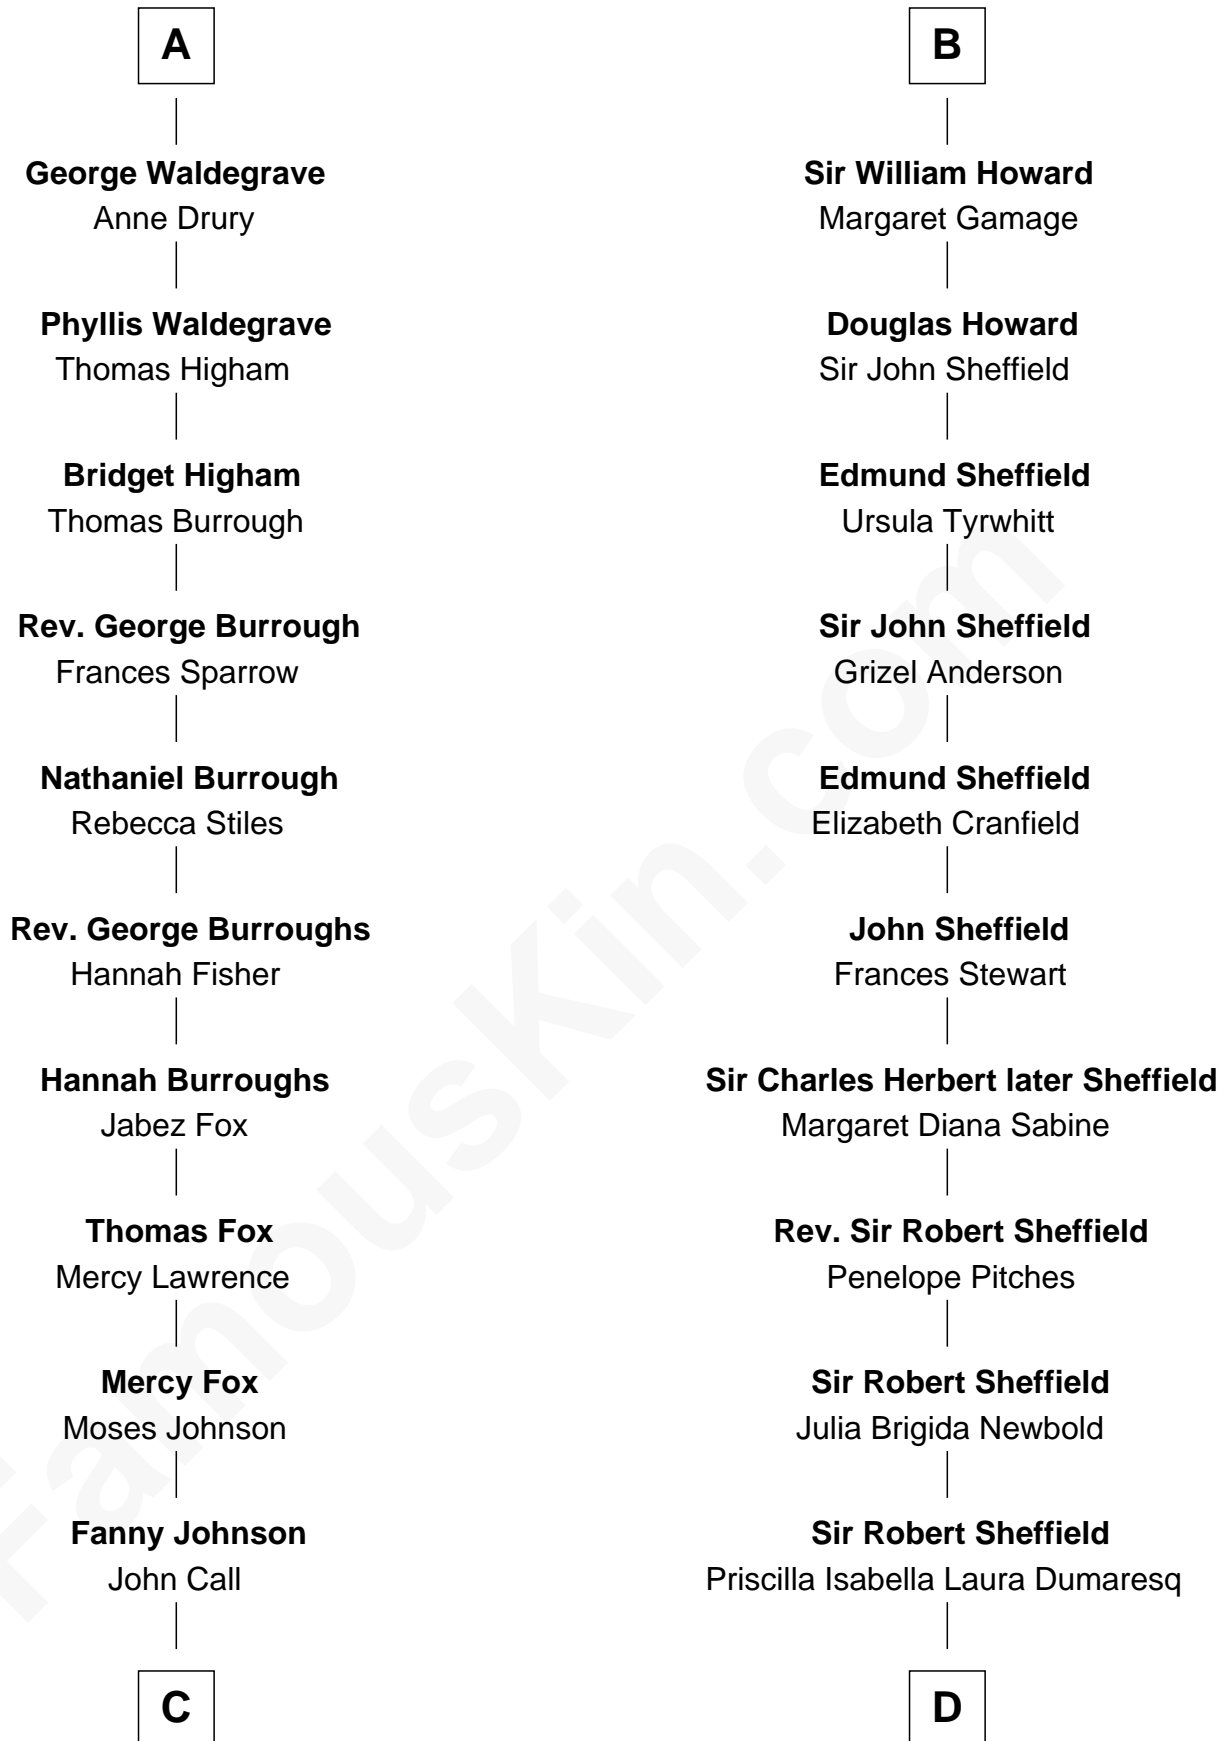 A
George Waldegrave
Anne Drury
Phyllis Waldegrave
Thomas Higham
Bridget Higham
Thomas Burrough
Rev. George Burrough
Frances Sparrow
Nathaniel Burrough
Rebecca Stiles
Rev. George Burroughs
Hannah Fisher
Hannah Burroughs
Jabez Fox
Thomas Fox
Mercy Lawrence
Mercy Fox
Moses Johnson
Fanny Johnson
John Call
C
B
Sir William Howard
Margaret Gamage
Douglas Howard
Sir John Sheffield
Edmund Sheffield
Ursula Tyrwhitt
Sir John Sheffield
Grizel Anderson
Edmund Sheffield
Elizabeth Cranfield
John Sheffield
Frances Stewart
Sir Charles Herbert later Sheffield
Margaret Diana Sabine
Rev. Sir Robert Sheffield
Penelope Pitches
Sir Robert Sheffield
Julia Brigida Newbold
Sir Robert Sheffield
Priscilla Isabella Laura Dumaresq
D
FamousKin.com